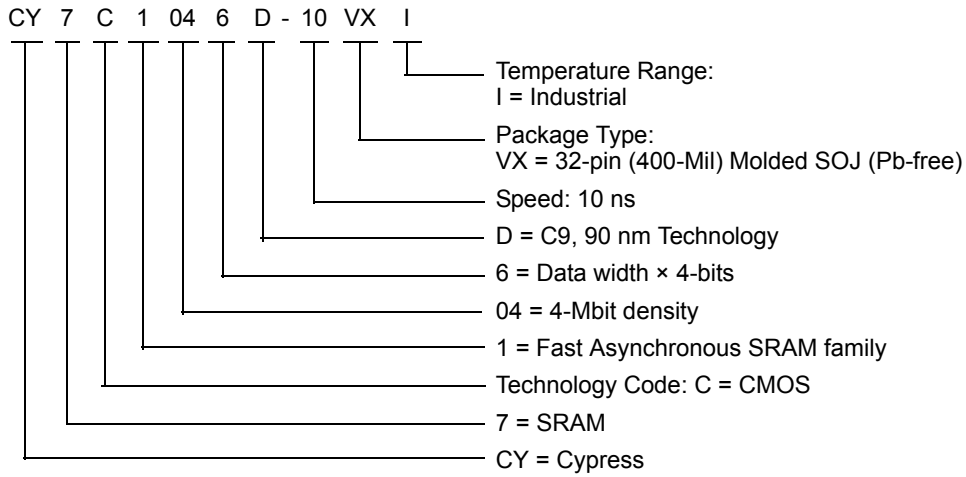 CY 7 C 1 04 6 D - 10 VX I
Temperature Range:
I = Industrial
Package Type:
VX = 32-pin (400-Mil) Molded SOJ (Pb-free)
Speed: 10 ns
D = C9, 90 nm Technology
6 = Data width × 4-bits
04 = 4-Mbit density
1 = Fast Asynchronous SRAM family
Technology Code: C = CMOS
7 = SRAM
CY = Cypress